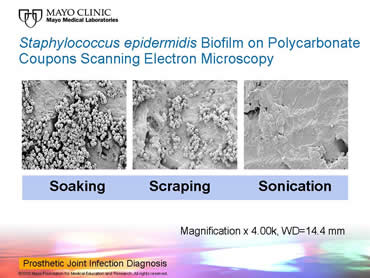 MAYO CLINIC
Mayo Medical Laboratories
Staphylococcus epidermidis Biofilm on Polycarbonate
Coupons Scanning Electron Microscopy
Soaking Scraping Sonication
Magnification x 4.00k, WD=14.4 mm
Prosthetic Joint Infection Diagnosis
Mayo Foundation for Medical Education and Research. All rights reserved.